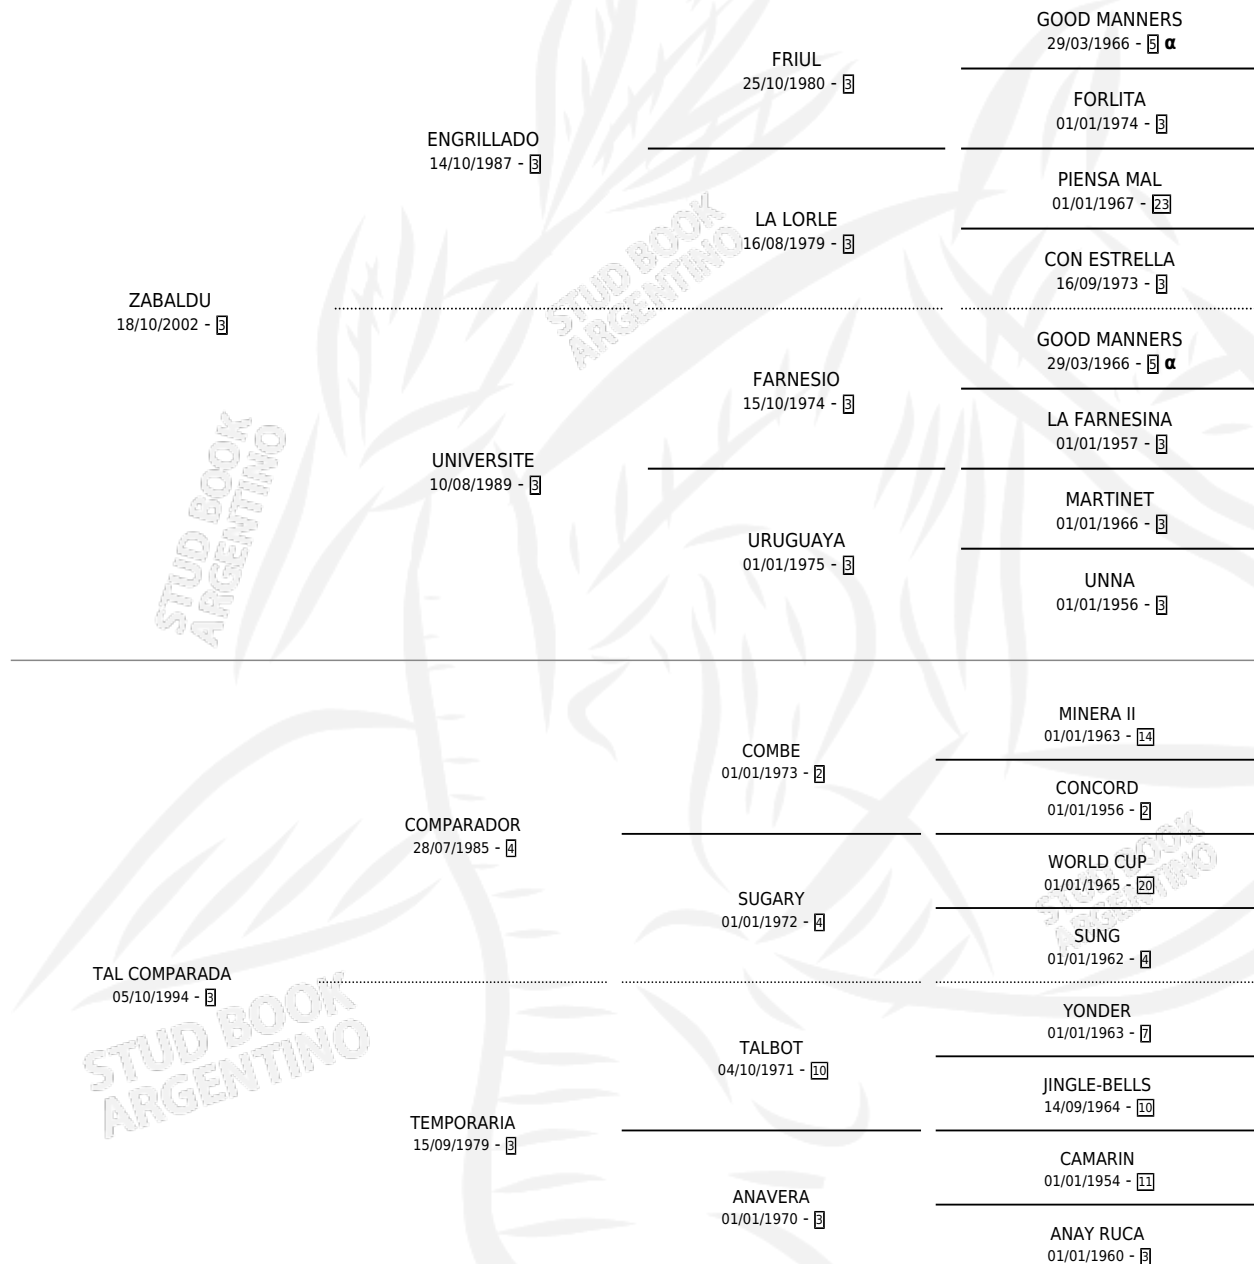 GOOD MANNERS
29/03/1966 - 5 α
FRIUL
25/10/1980 - 3
FORLITA
01/01/1974 - 3
ENGRILLADO
14/10/1987 - 3
PIENSA MAL
01/01/1967 - 23
LA LORLE
16/08/1979 - 3
CON ESTRELLA
16/09/1973 - 3
ZABALDU
18/10/2002 - 3
STUD BOOK
ARGENTINO
GOOD MANNERS
29/03/1966 - 5 α
FARNESIO
15/10/1974 - 3
LA FARNESINA
01/01/1957 - 3
UNIVERSITE
10/08/1989 - 3
MARTINET
01/01/1966 - 3
URUGUAYA
01/01/1975 - 3
UNNA
01/01/1956 - 3
STUD BOOK
ARGENTINO
MINERA II
01/01/1963 - 14
COMBE
01/01/1973 - 2
CONCORD
01/01/1956 - 2
COMPARADOR
28/07/1985 - 4
WORLD CUP
01/01/1965 - 20
SUGARY
01/01/1972 - 4
SUNG
01/01/1962 - 4
STUD BOOK
ARGENTINO
TAL COMPARADA
05/10/1994 - 3
YONDER
01/01/1963 - 7
TALBOT
04/10/1971 - 10
JINGLE-BELLS
14/09/1964 - 10
STUD BOOK
ARGENTINO
TEMPORARIA
15/09/1979 - 3
CAMARIN
01/01/1954 - 11
ANAVERA
01/01/1970 - 3
ANAY RUCA
01/01/1960 - 3